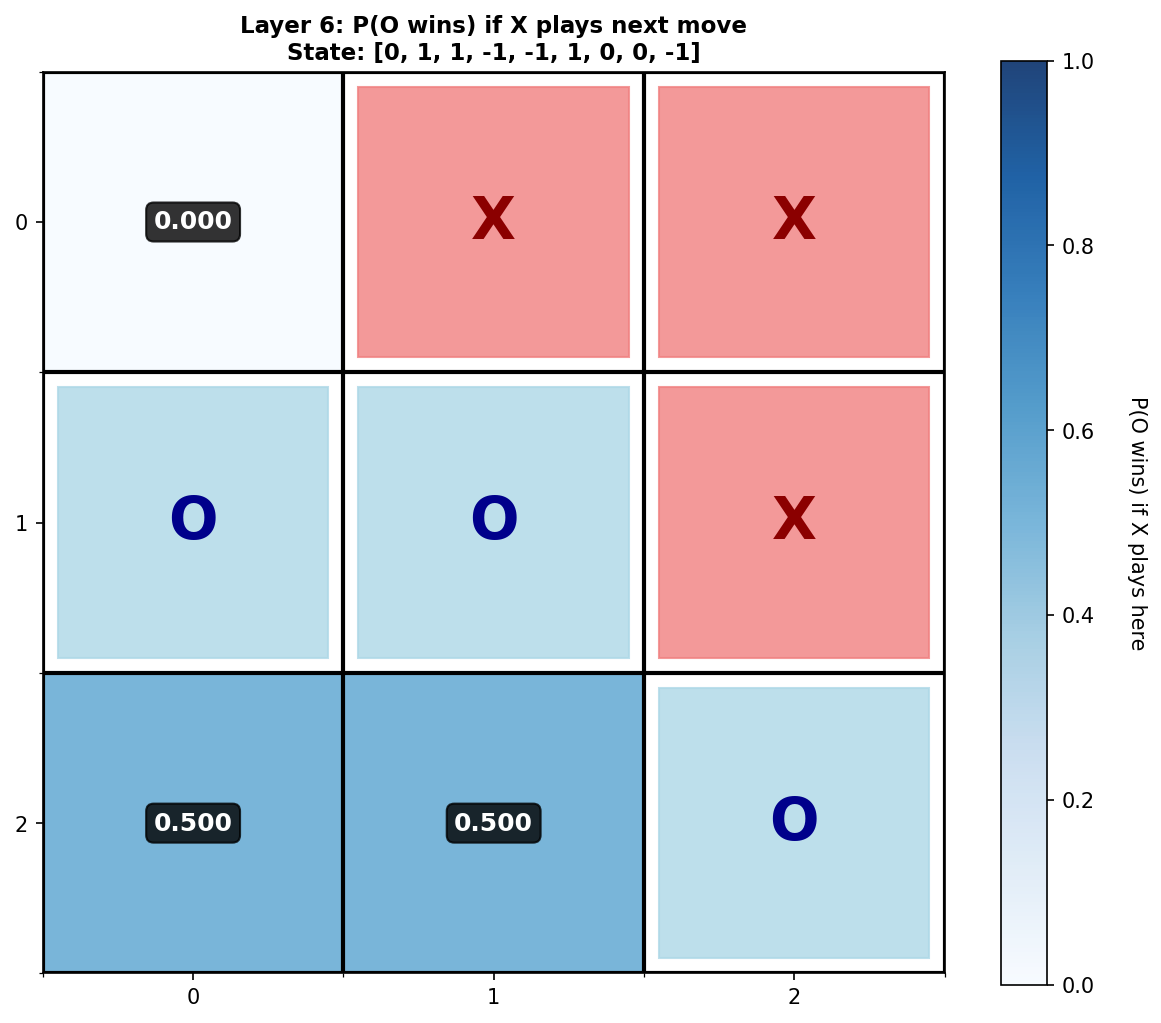 Layer 6: P(O wins) if X plays next move
State: [0, 1, 1, -1, -1, 1, 0, 0, -1]
0
0.000
X
X
1
O
O
X
2
0.500
0.500
O
0
1
2
1.0
0.8
0.6
0.4
0.2
0.0
P(O wins) if X plays here